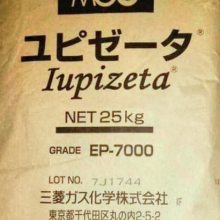 MGC
ユピゼータ®
Iupizeta®
NET 25kg
GRADE EP-7000
LOT NO. 7J1744
三菱ガス化学株式会社
東京都千代田区丸の内2-5-2